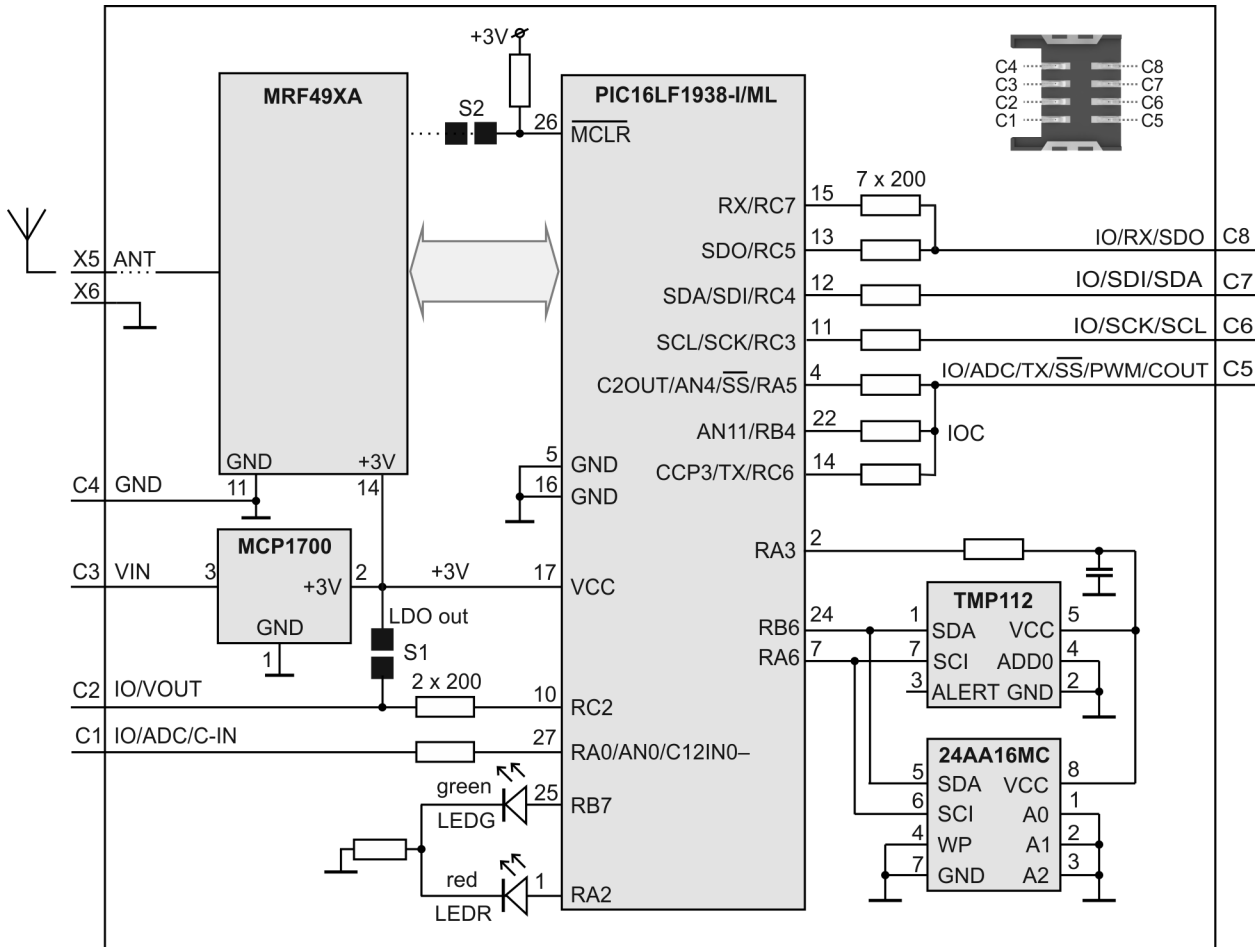 +3V
MRF49XA
PIC16LF1938-I/ML
S2
26
MCLR
C4
C3
C2
C1
C8
C7
C6
C5
7 x 200
RX/RC7
15
SDO/RC5
13
IO/RX/SDO
C8
SDA/SDI/RC4
12
IO/SDI/SDA
C7
SCL/SCK/RC3
11
IO/SCK/SCL
C6
C2OUT/AN4/SS/RA5
4
IO/ADC/TX/SS/PWM/COUT
C5
AN11/RB4
22
IOC
CCP3/TX/RC6
14
X5
ANT
X6
GND
+3V
11
14
5
GND
16
GND
C4
GND
MCP1700
C3
VIN
3
+3V
2
+3V
17
VCC
GND
1
LDO out
S1
C2
IO/VOUT
2 x 200
10
RC2
C1
IO/ADC/C-IN
27
RA0/AN0/C12IN0–
green
LEDG
25
RB7
red
LEDR
1
RA2
RA3
2
RB6
24
RA6
7
TMP112
1
SDA
VCC
5
7
SCI
ADD0
4
3
ALERT
GND
2
24AA16MC
5
SDA
VCC
8
6
SCI
A0
1
4
WP
A1
2
7
GND
A2
3